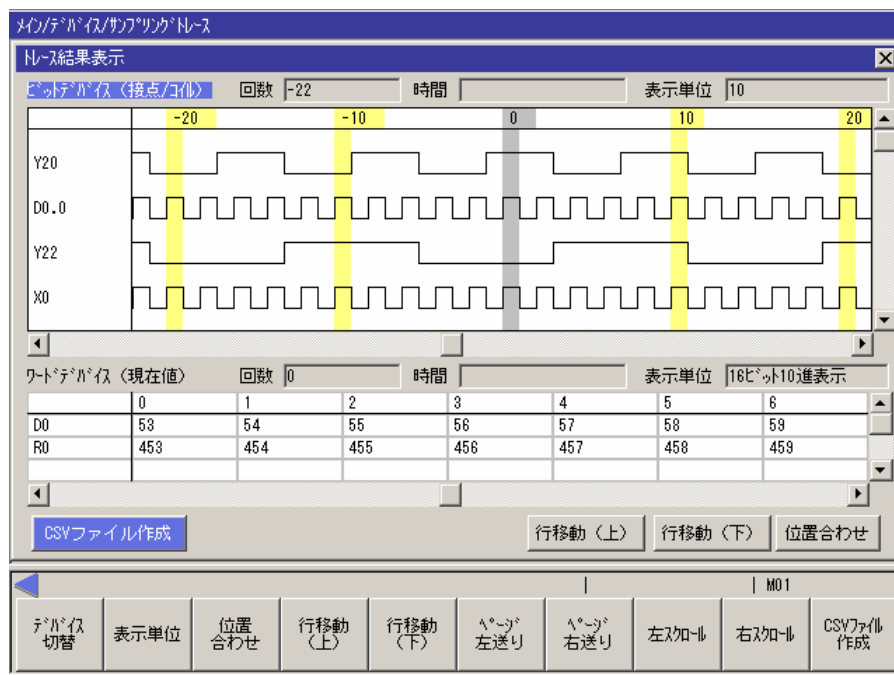 ﾒｲﾝ/ﾃﾞﾊﾞｲｽ/ｻﾝﾌﾟﾘﾝｸﾞﾄﾚｰｽ
ﾄﾚｰｽ結果表示
ﾋﾞｯﾄﾃﾞﾊﾞｲｽ（接点/ｺｲﾙ） 回数 -22 時間 表示単位 10
-20 -10 0 10 20
Y20
D0.0
Y22
X0
ﾜｰﾄﾞﾃﾞﾊﾞｲｽ（現在値） 回数 0 時間 表示単位 16ﾋﾞｯﾄ10進表示
0 1 2 3 4 5 6
D0 53 54 55 56 57 58 59
R0 453 454 455 456 457 458 459
CSVファイル作成 行移動（上） 行移動（下） 位置合わせ
M01
ﾃﾞﾊﾞｲｽ
切替
表示単位
位置
合わせ
行移動
（上）
行移動
（下）
ﾍﾟｰｼﾞ
左送り
ﾍﾟｰｼﾞ
右送り
左ｽｸﾛｰﾙ
右ｽｸﾛｰﾙ
CSVﾌｧｲﾙ
作成